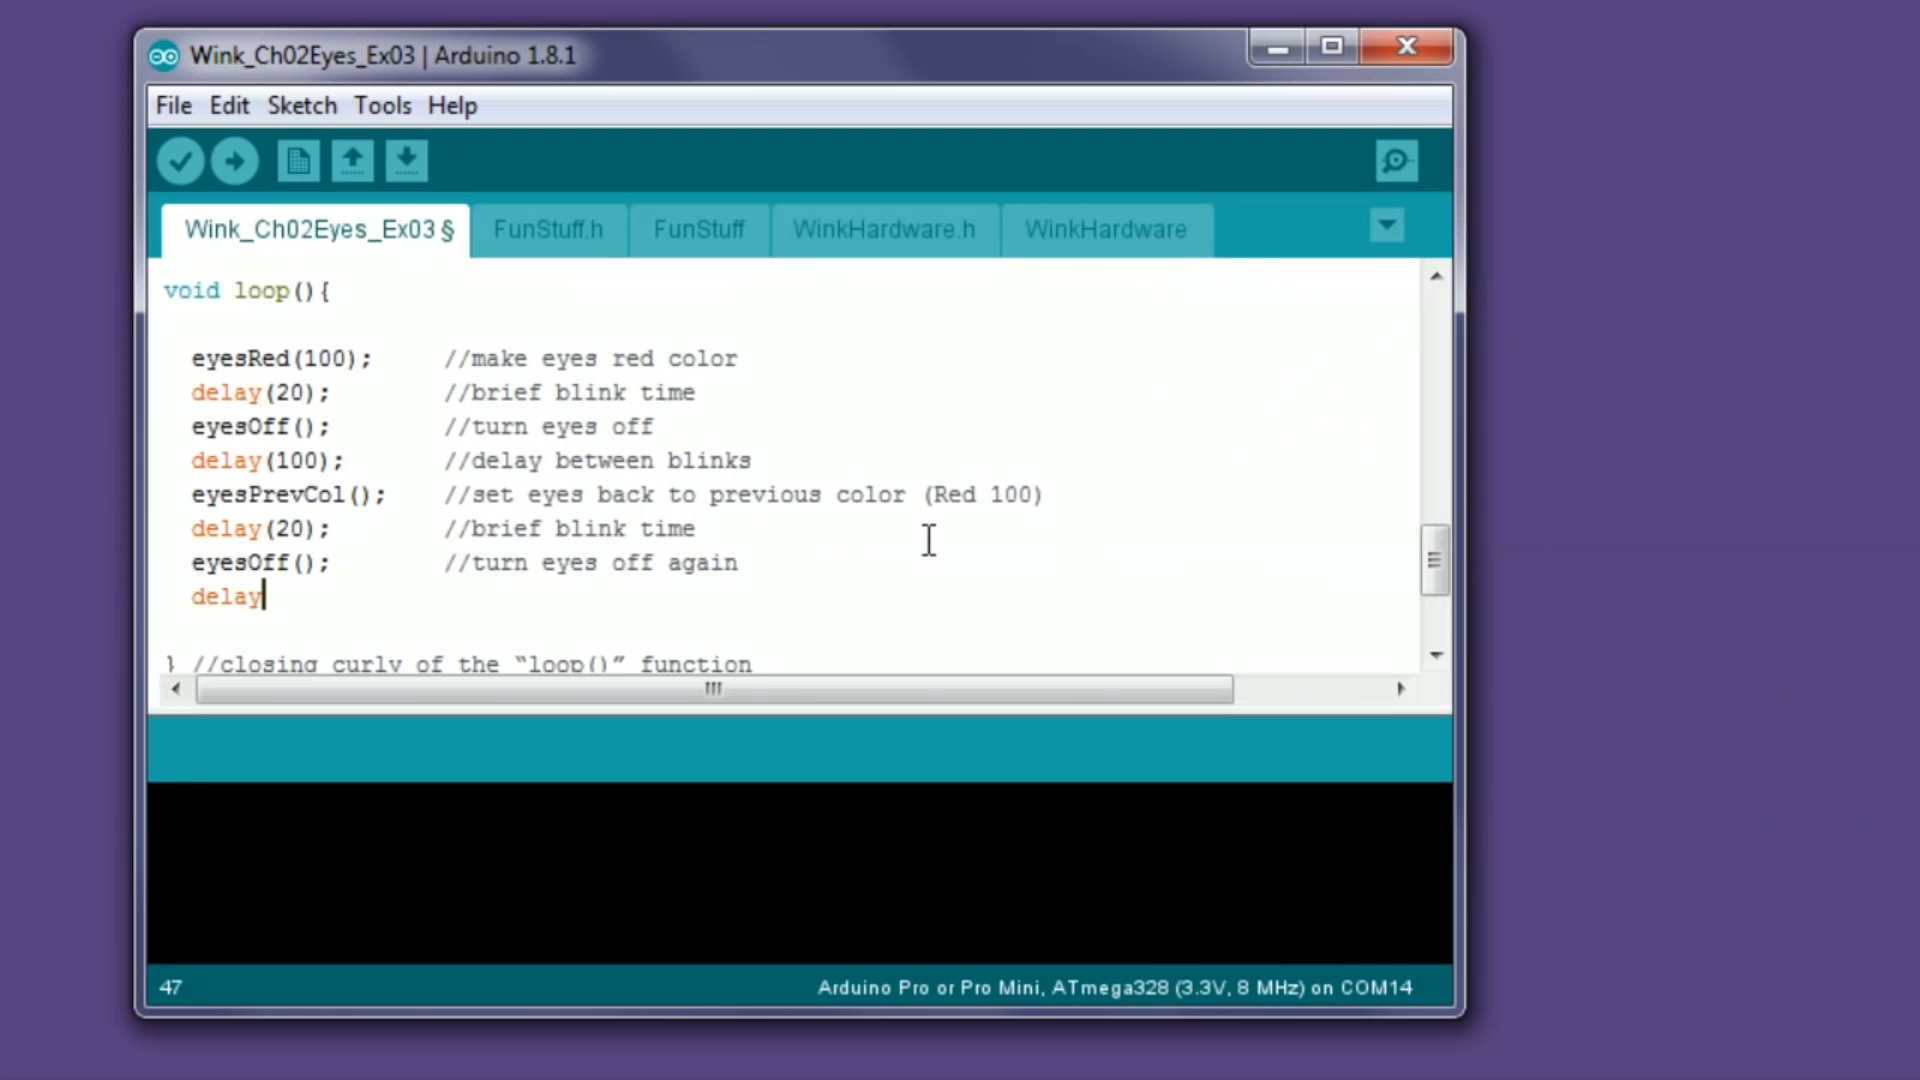 Wink_Ch02Eyes_Ex03 | Arduino 1.8.1
File Edit Sketch Tools Help
Wink_Ch02Eyes_Ex03 § FunStuff.h FunStuff WinkHardware.h WinkHardware
void loop(){
eyesRed(100); //make eyes red color
delay(20); //brief blink time
eyesOff(); //turn eyes off
delay(100); //delay between blinks
eyesPrevCol(); //set eyes back to previous color (Red 100)
delay(20); //brief blink time
eyesOff(); //turn eyes off again
delay
} //closing curly of the “loop()” function
47 Arduino Pro or Pro Mini, ATmega328 (3.3V, 8 MHz) on COM14